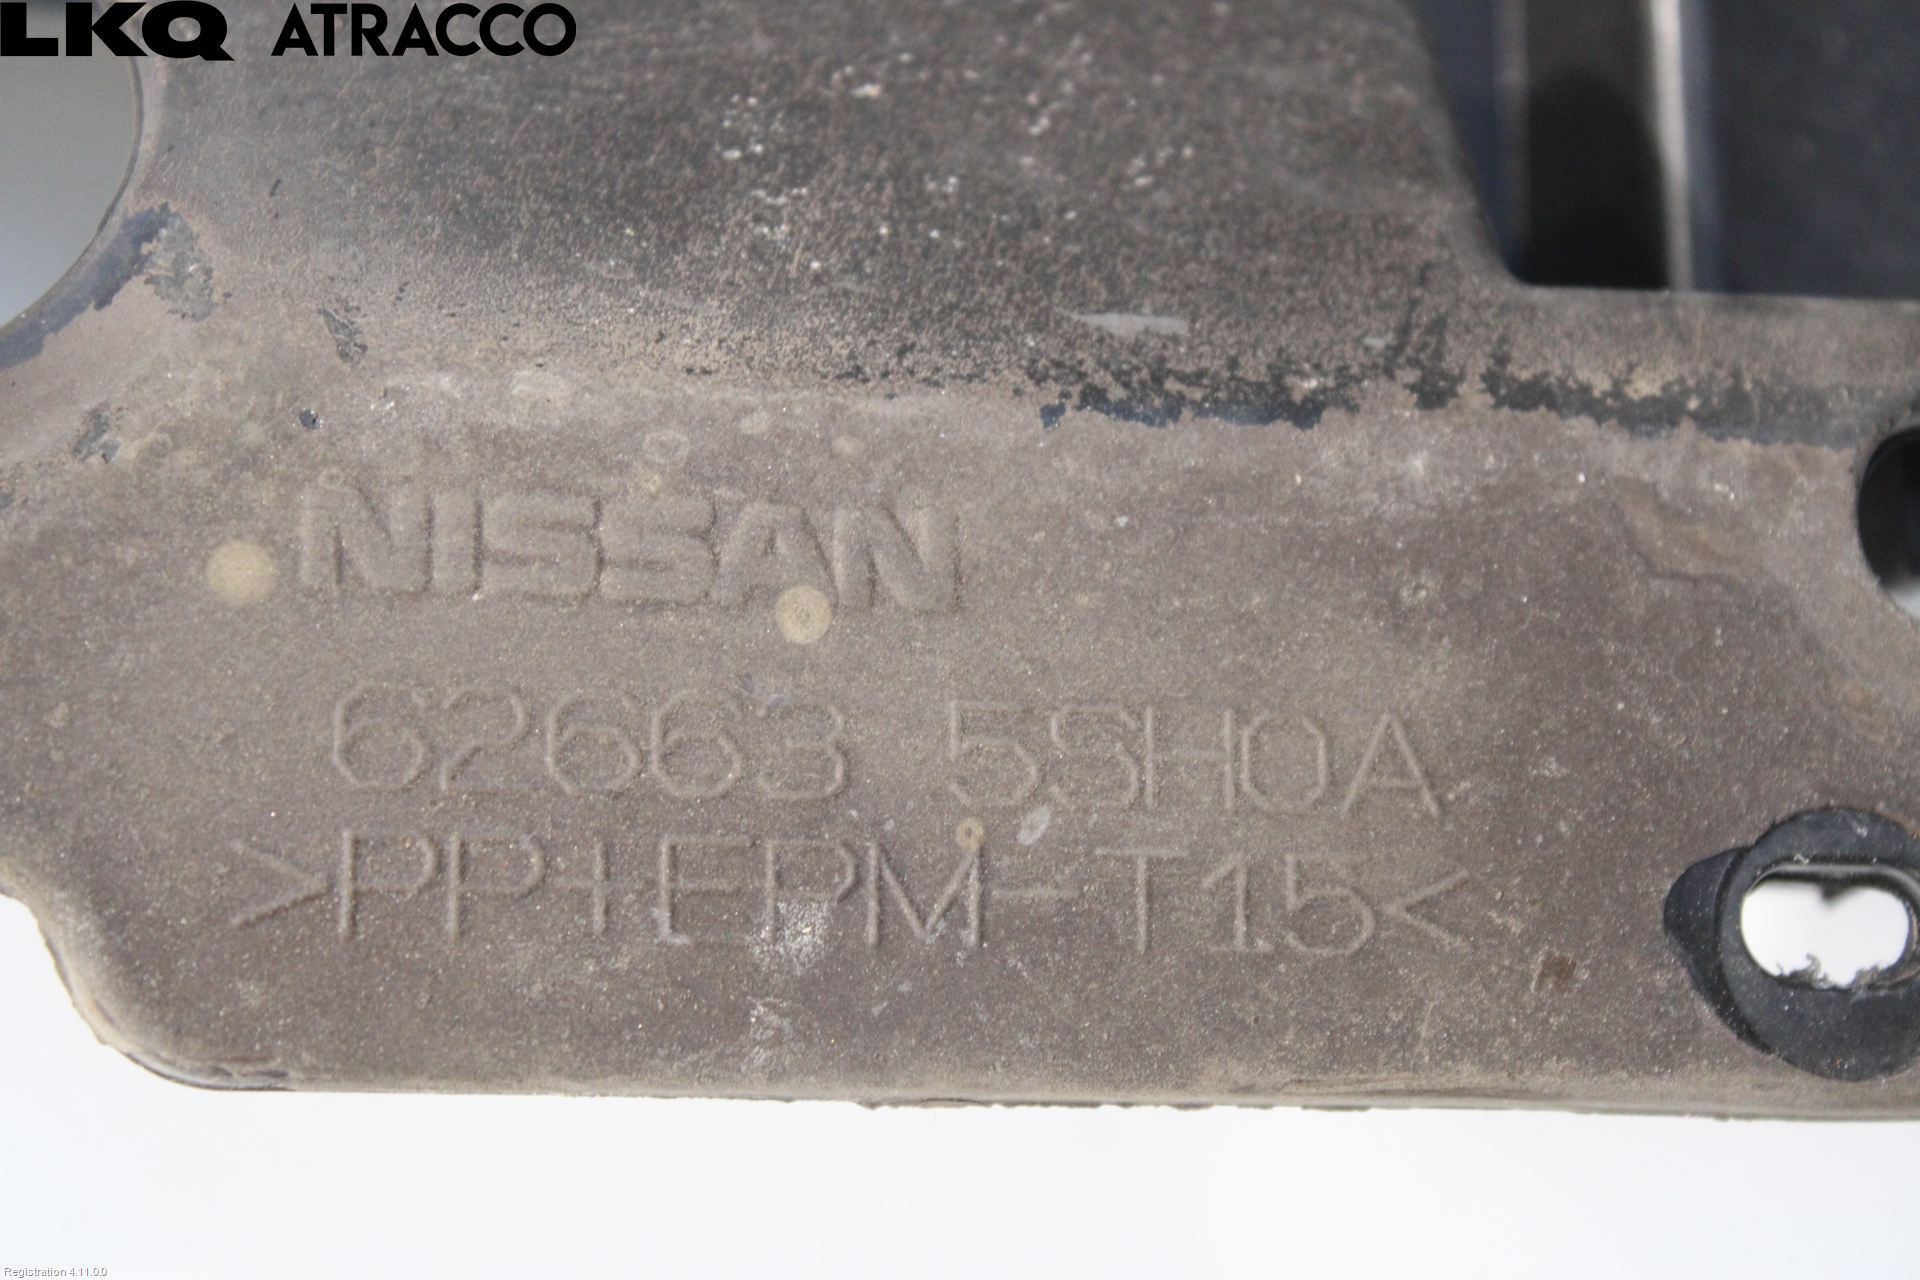 LKQ ATRACCO
NISSAN
62663 5SH0A
>PP+EPM-T15<
Registration 4.11.0.0